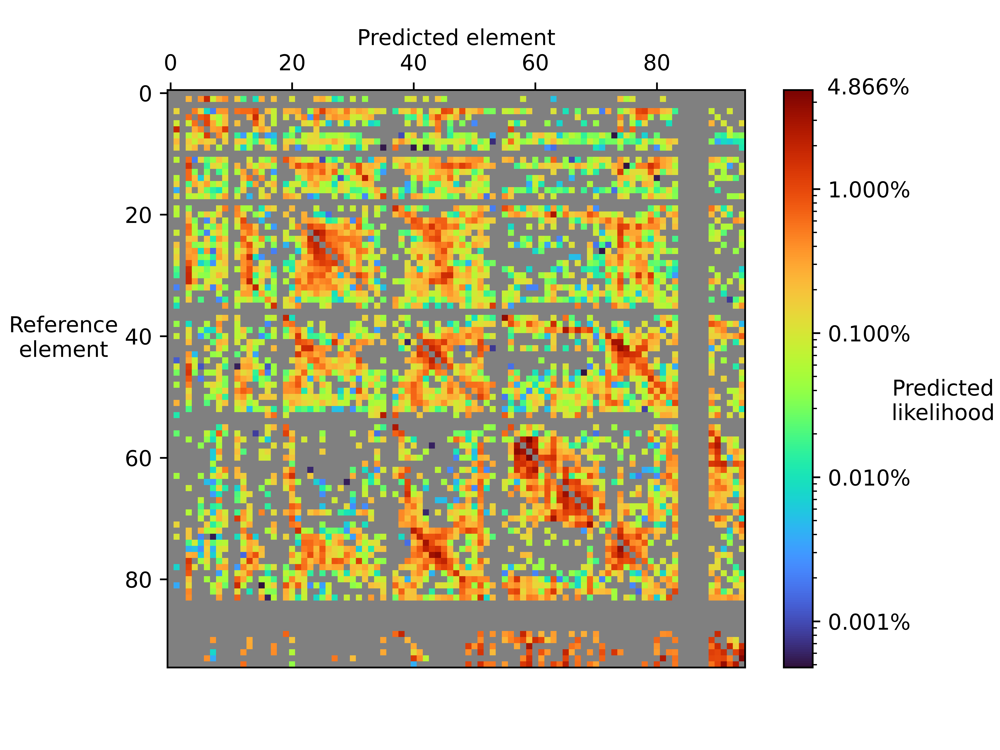 Predicted element
0 20 40 60 80
0
20
40
60
80
Reference
element
4.866%
1.000%
0.100%
0.010%
0.001%
Predicted
likelihood